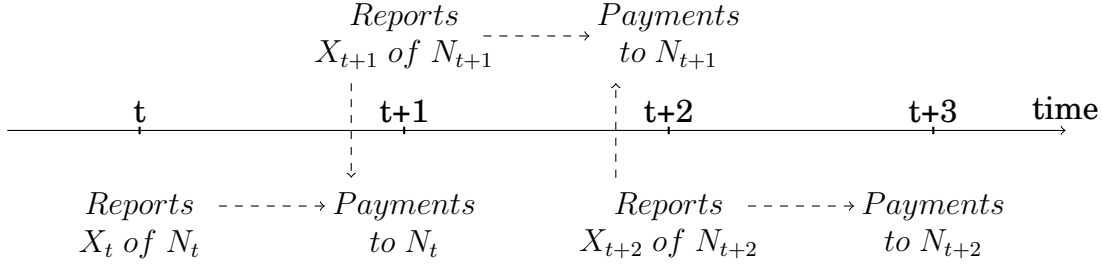 Reports Payments
X_{t+1} of N_{t+1} to N_{t+1}
t t+1 t+2 t+3 time
Reports Payments Reports Payments
X_t of N_t to N_t X_{t+2} of N_{t+2} to N_{t+2}